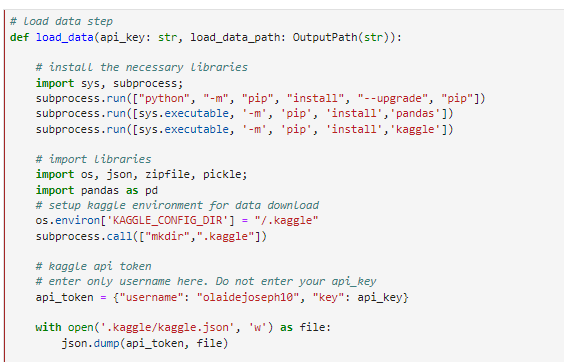 # load data step
def load_data(api_key: str, load_data_path: OutputPath(str)):
# install the necessary libraries
import sys, subprocess;
subprocess.run(["python", "-m", "pip", "install", "--upgrade", "pip"])
subprocess.run([sys.executable, '-m', 'pip', 'install','pandas'])
subprocess.run([sys.executable, '-m', 'pip', 'install','kaggle'])
# import libraries
import os, json, zipfile, pickle;
import pandas as pd
# setup kaggle environment for data download
os.environ['KAGGLE_CONFIG_DIR'] = "/.kaggle"
subprocess.call(["mkdir",".kaggle"])
# kaggle api token
# enter only username here. Do not enter your api_key
api_token = {"username": "olaidejoseph10", "key": api_key}
with open('.kaggle/kaggle.json', 'w') as file:
json.dump(api_token, file)